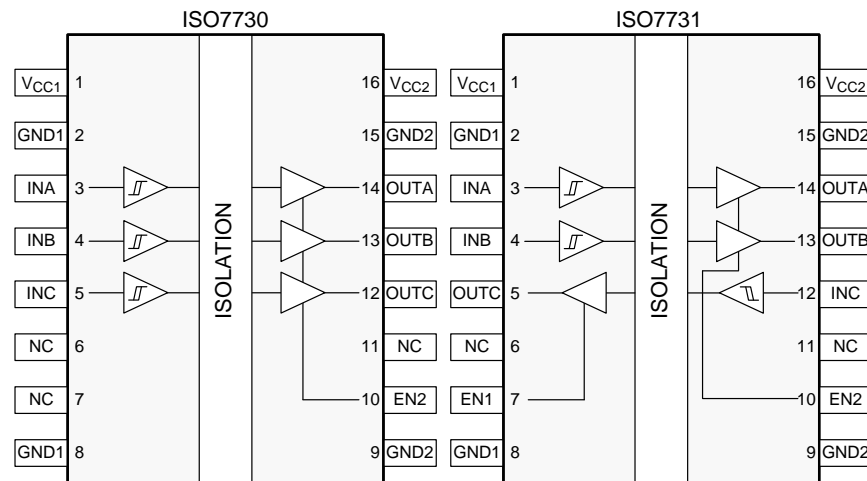 ISO7730 ISO7731
VCC1 1 16 VCC2 VCC1 1 16 VCC2
GND1 2 15 GND2 GND1 2 15 GND2
INA 3 14 OUTA INA 3 14 OUTA
INB 4 13 OUTB INB 4 13 OUTB
INC 5 12 OUTC OUTC 5 12 INC
NC 6 11 NC NC 6 11 NC
NC 7 10 EN2 EN1 7 10 EN2
GND1 8 9 GND2 GND1 8 9 GND2
ISOLATION
ISOLATION